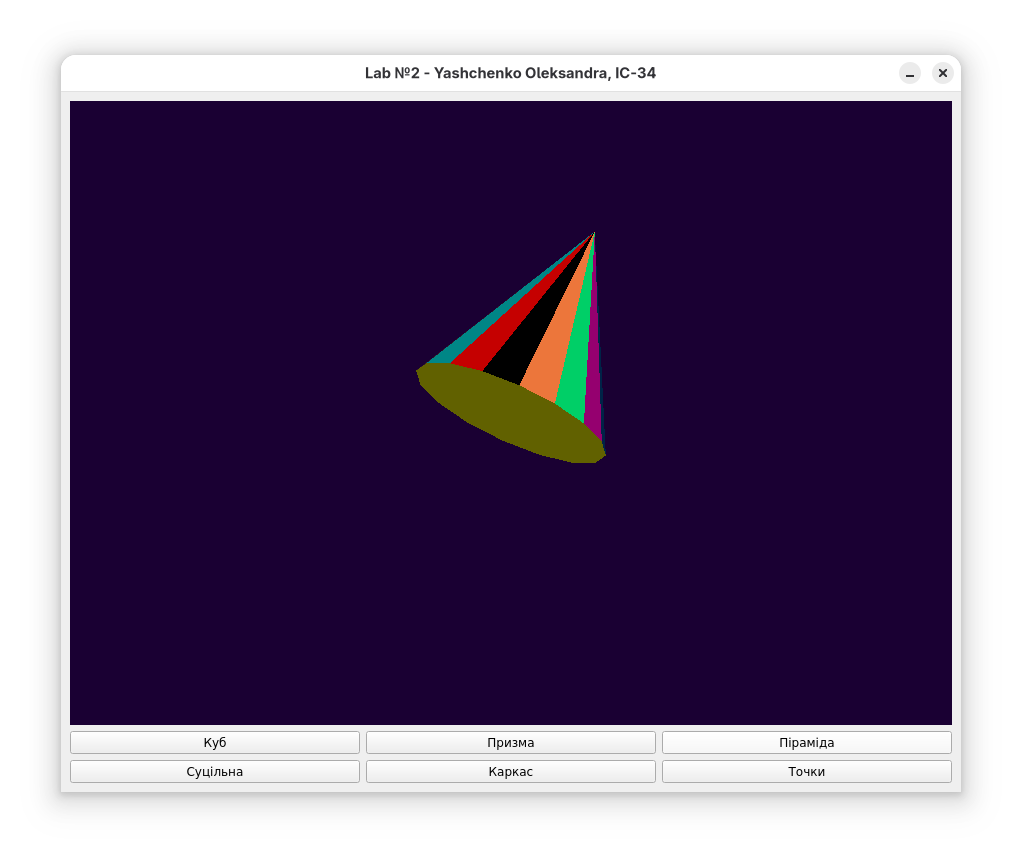 Lab №2 - Yashchenko Oleksandra, IC-34
Куб Призма Піраміда
Суцільна Каркас Точки